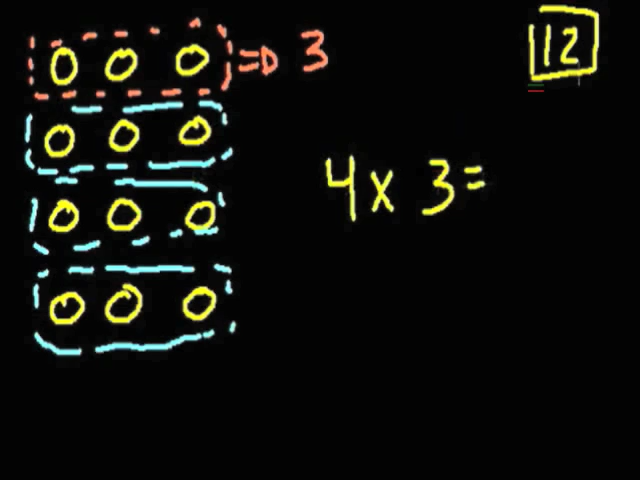 ⇒ 3
12
4 x 3 =